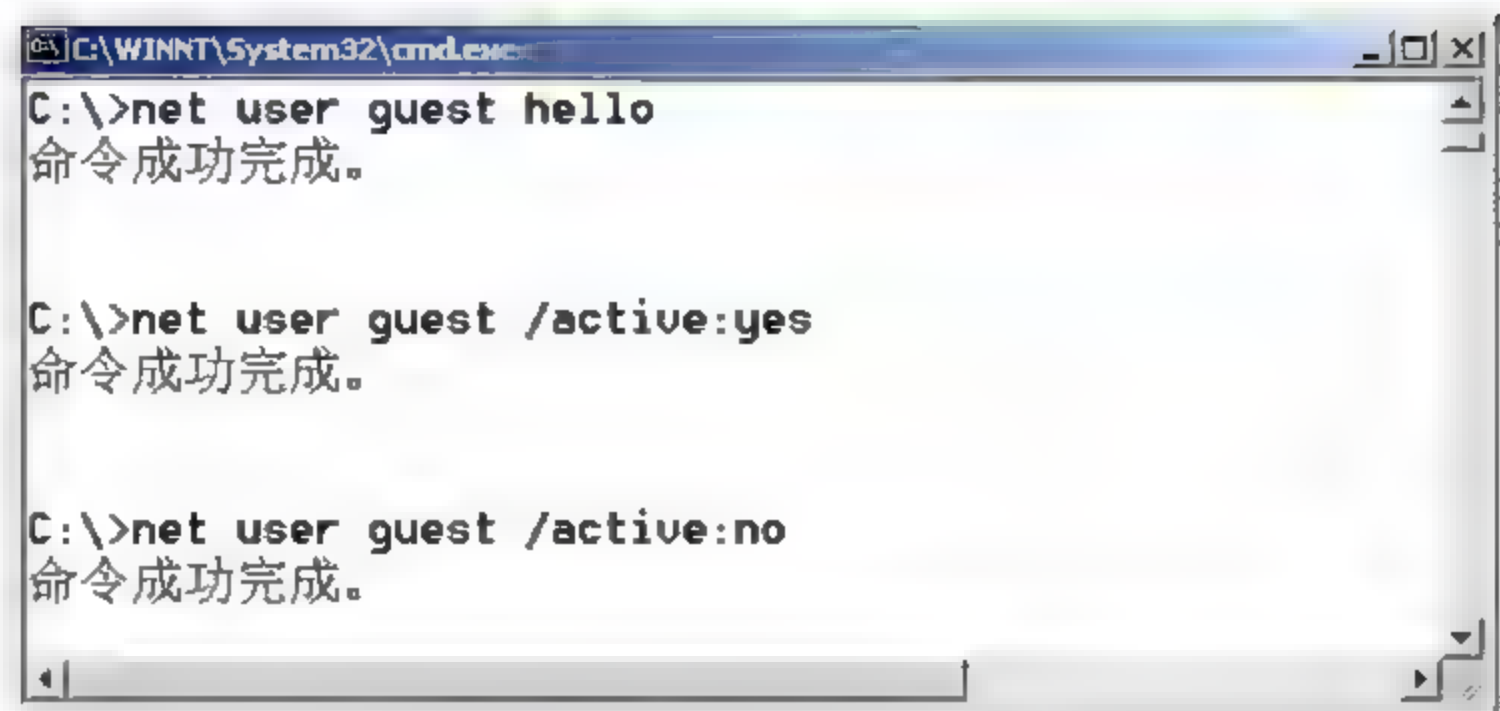 C:\WINNT\System32\cmd.exe
C:\>net user guest hello
命令成功完成。
C:\>net user guest /active:yes
命令成功完成。
C:\>net user guest /active:no
命令成功完成。